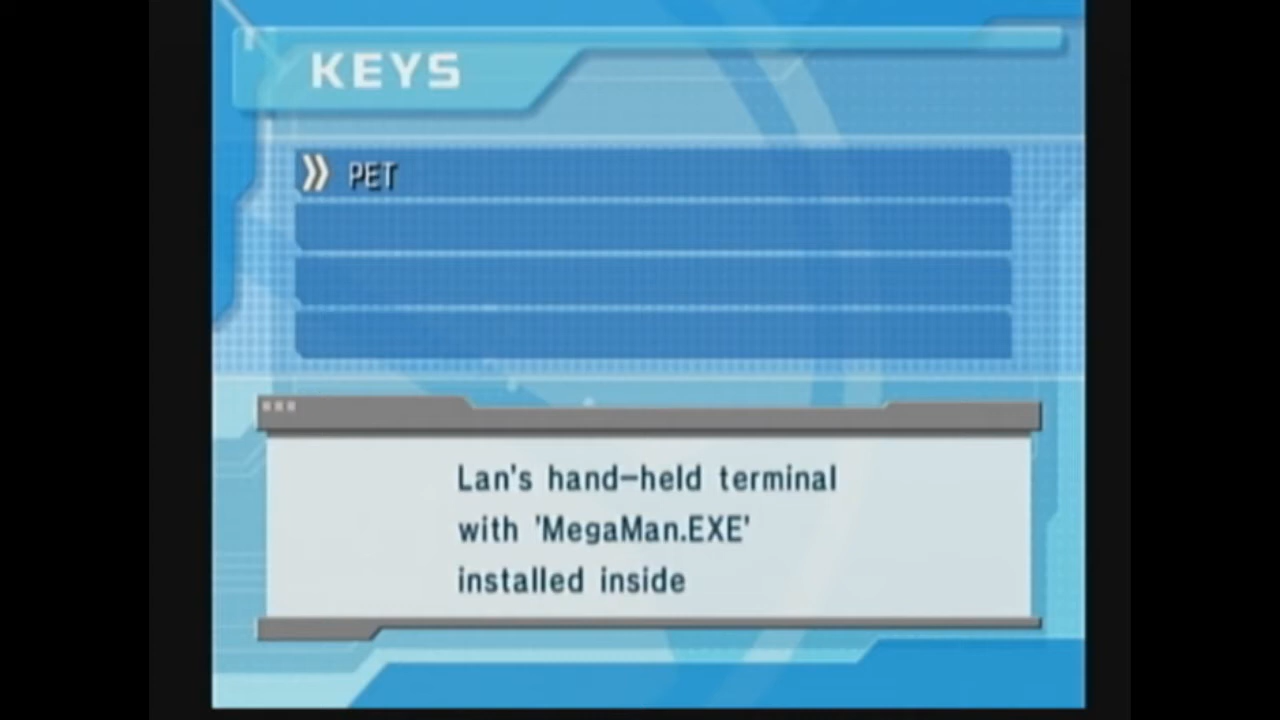 KEYS
PET
Lan's hand-held terminal
with 'MegaMan.EXE'
installed inside